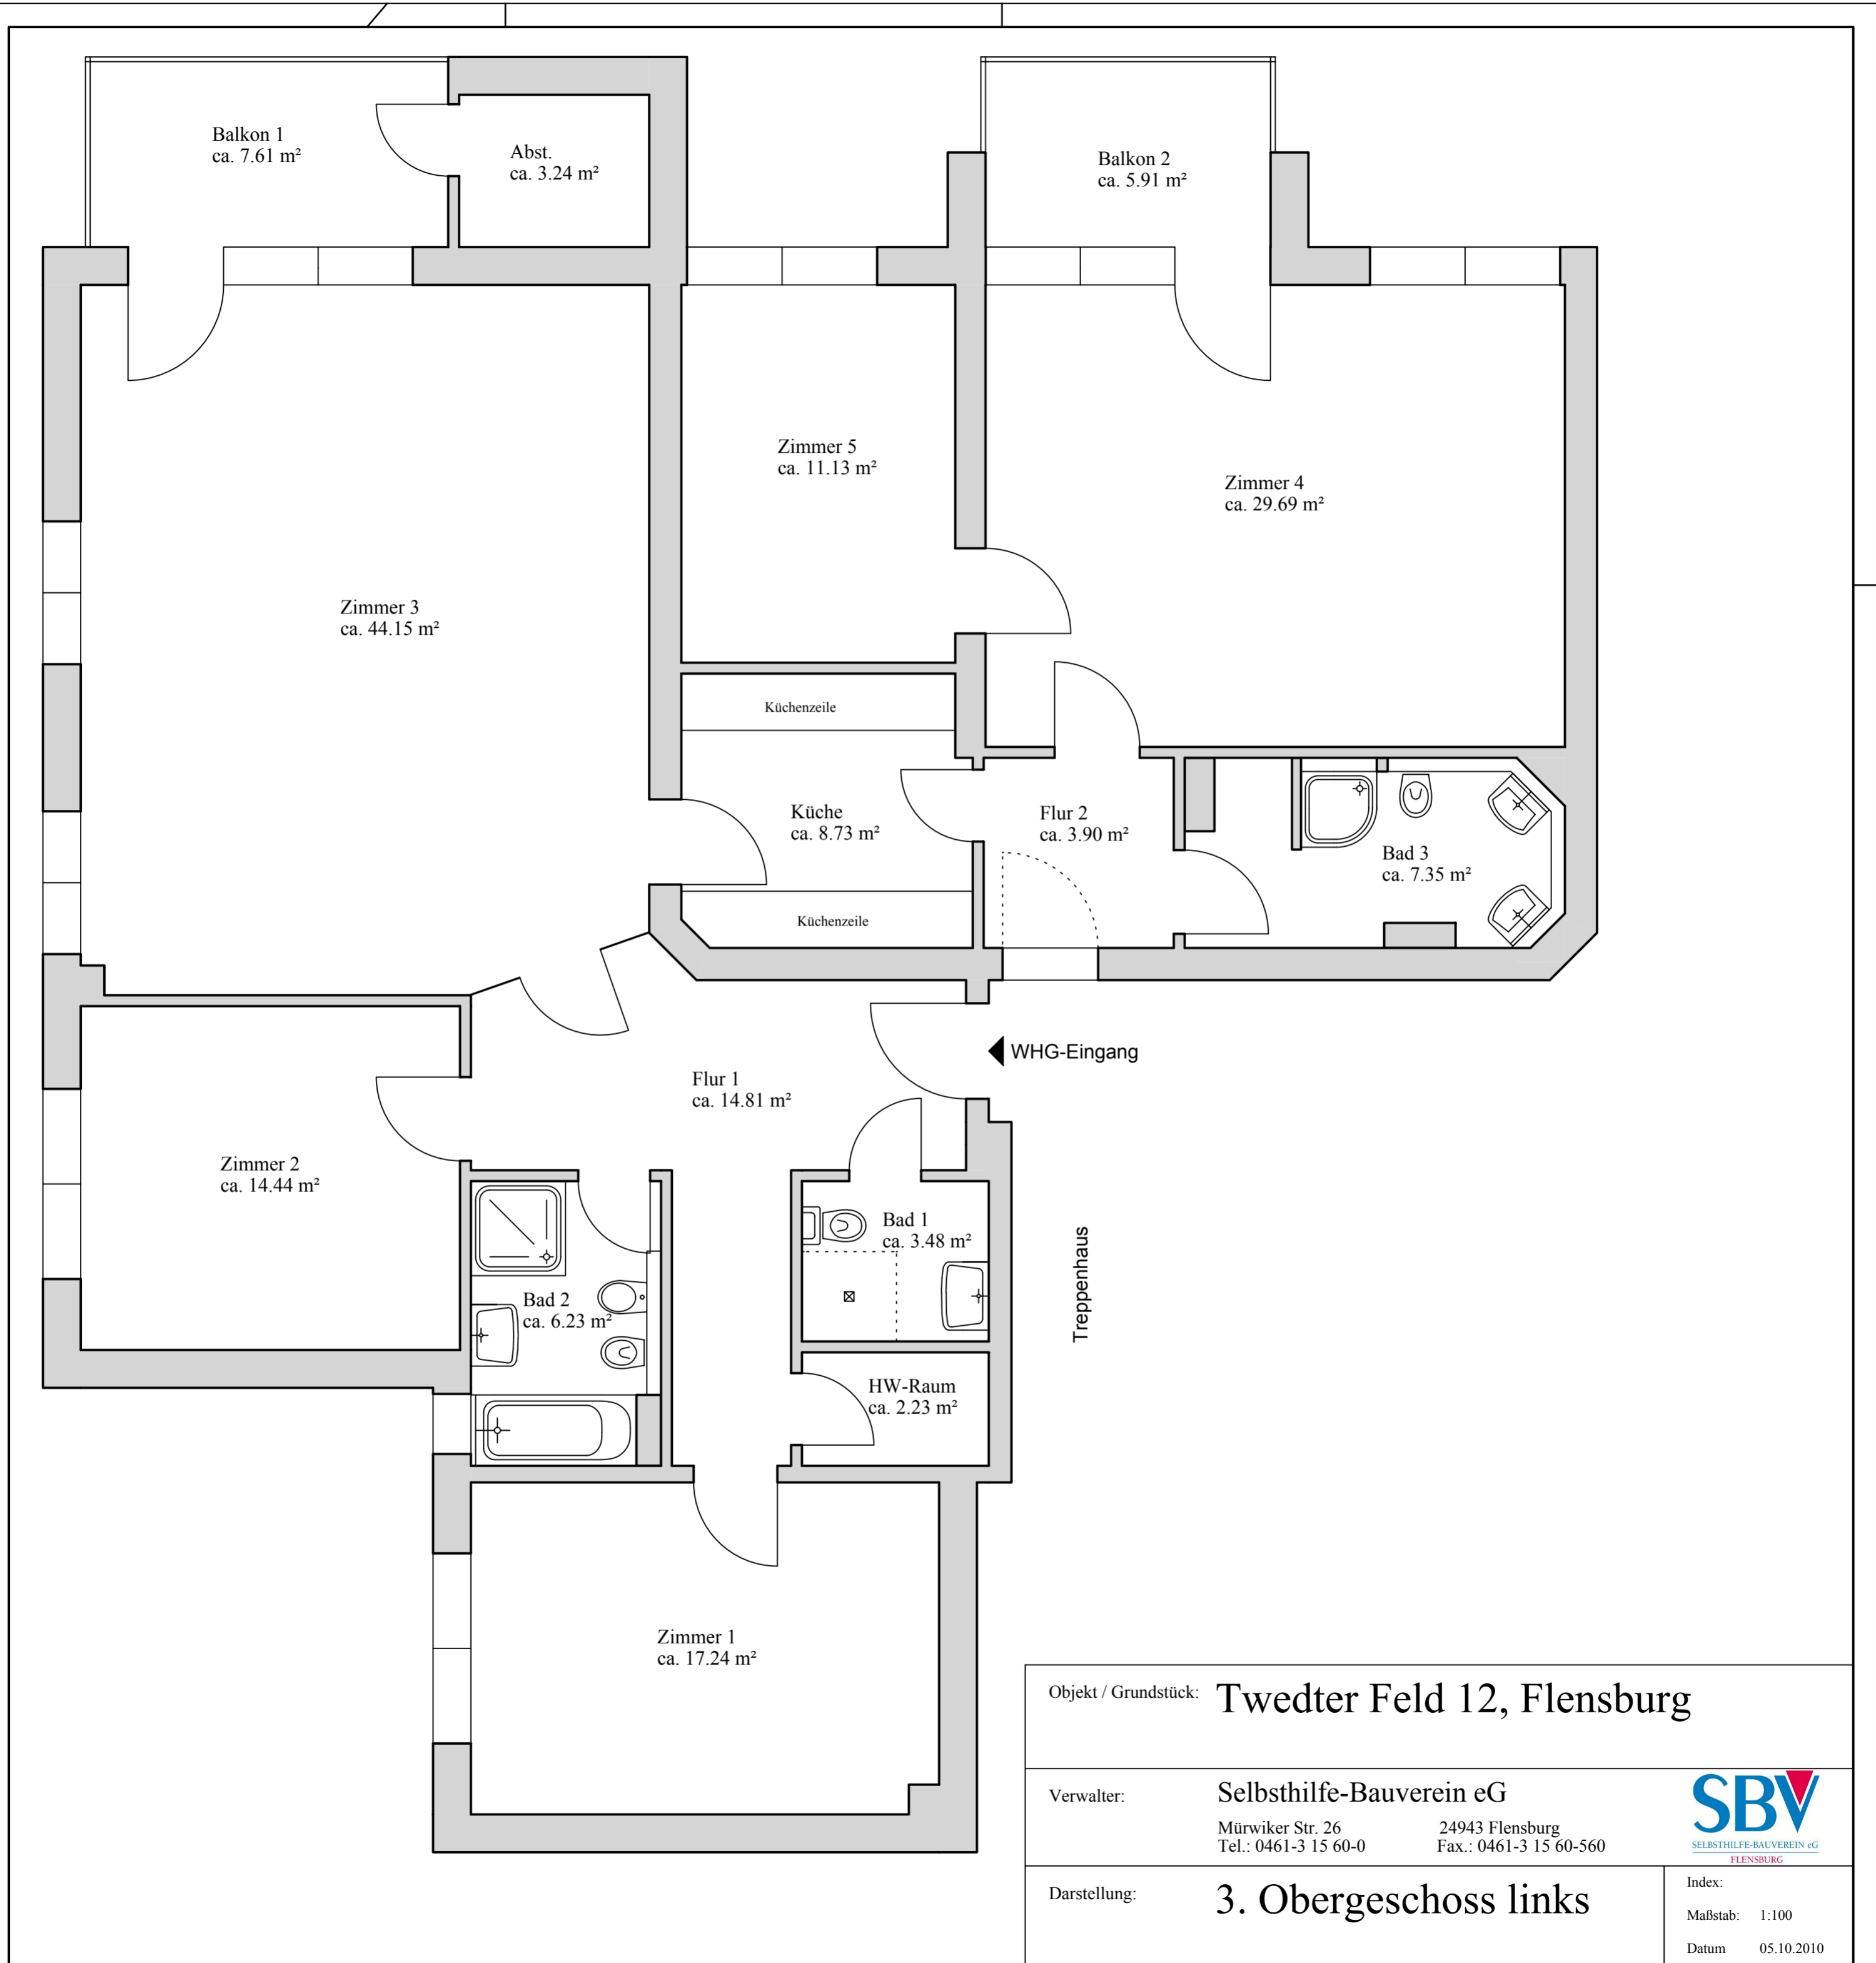 Balkon 1
ca. 7.61 m²
Abst.
ca. 3.24 m²
Balkon 2
ca. 5.91 m²
Zimmer 5
ca. 11.13 m²
Zimmer 4
ca. 29.69 m²
Zimmer 3
ca. 44.15 m²
Küchenzeile
Küche
ca. 8.73 m²
Flur 2
ca. 3.90 m²
Bad 3
ca. 7.35 m²
Küchenzeile
WHG-Eingang
Flur 1
ca. 14.81 m²
Zimmer 2
ca. 14.44 m²
Bad 1
ca. 3.48 m²
Treppenhaus
Bad 2
ca. 6.23 m²
HW-Raum
ca. 2.23 m²
Zimmer 1
ca. 17.24 m²
Objekt / Grundstück: Twedter Feld 12, Flensburg
Verwalter: Selbsthilfe-Bauverein eG
Mürwiker Str. 26 24943 Flensburg
Tel.: 0461-3 15 60-0 Fax.: 0461-3 15 60-560
SBV
SELBSTHILFE-BAUVEREIN eG
FLENSBURG
Darstellung: 3. Obergeschoss links
Index:
Maßstab: 1:100
Datum 05.10.2010